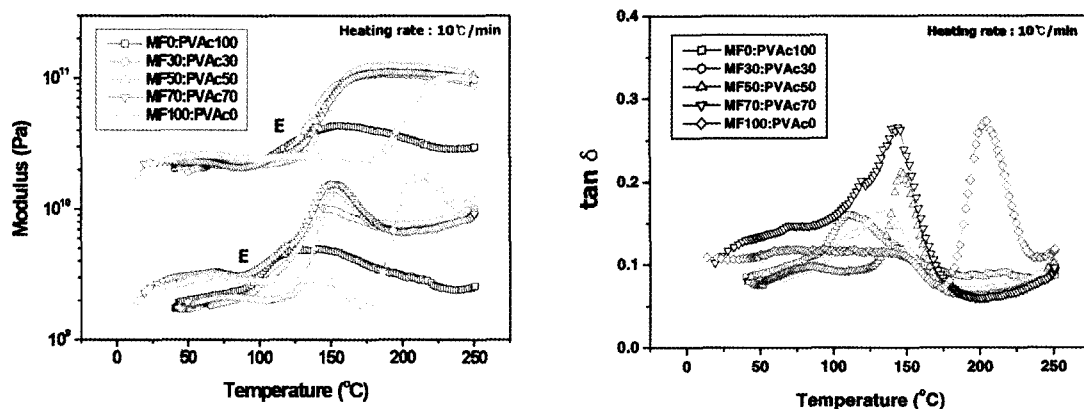 Heating rate : 10℃/min
MF0:PVAc100
MF30:PVAc30
MF50:PVAc50
MF70:PVAc70
MF100:PVAc0
10¹¹
10¹⁰
10⁹
E
E
Modulus (Pa)
0 50 100 150 200 250
Temperature (°C)
Heating rate : 10℃/min
MF0:PVAc100
MF30:PVAc30
MF50:PVAc50
MF70:PVAc70
MF100:PVAc0
0.4
0.3
0.2
0.1
0.0
tan δ
0 50 100 150 200 250
Temperature (°C)